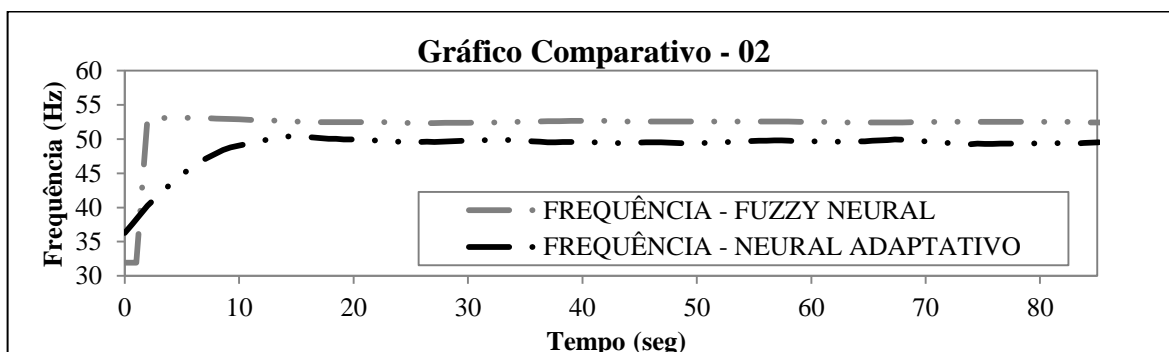 Gráfico Comparativo - 02
Frequência (Hz)
60
55
50
45
40
35
30
FREQUÊNCIA - FUZZY NEURAL
FREQUÊNCIA - NEURAL ADAPTATIVO
0 10 20 30 40 50 60 70 80
Tempo (seg)